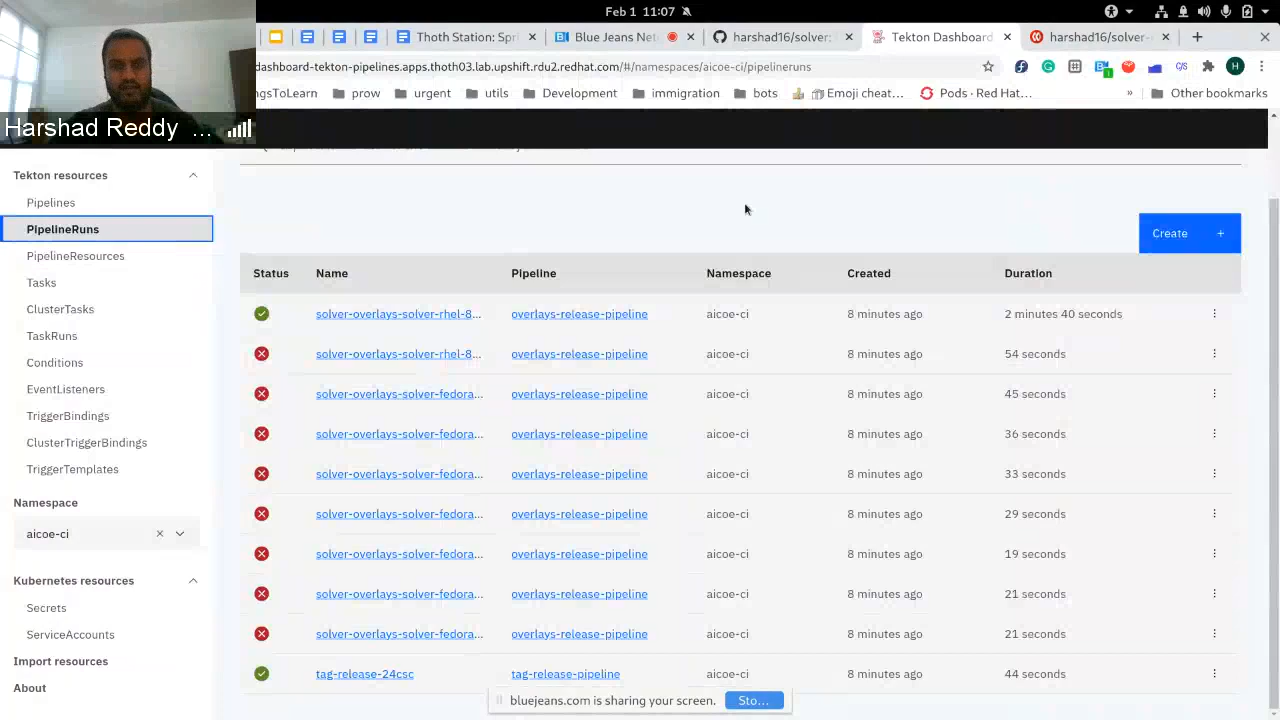 Feb 1 11:07
Thoth Station: Spri
Blue Jeans Net
harshad16/solver:
Tekton Dashboard
harshad16/solver-
dashboard-tekton-pipelines.apps.thoth03.lab.upshift.rdu2.redhat.com/#/namespaces/aicoe-ci/pipelineruns
ngsToLearn prow urgent utils Development immigration bots Emoji cheat... Pods · Red Hat... » Other bookmarks
Harshad Reddy ...
Tekton resources
Pipelines
PipelineRuns
PipelineResources
Tasks
ClusterTasks
TaskRuns
Conditions
EventListeners
TriggerBindings
ClusterTriggerBindings
TriggerTemplates
Namespace
aicoe-ci
Kubernetes resources
Secrets
ServiceAccounts
Import resources
About
Create +
Status Name Pipeline Namespace Created Duration
solver-overlays-solver-rhel-8... overlays-release-pipeline aicoe-ci 8 minutes ago 2 minutes 40 seconds
solver-overlays-solver-rhel-8... overlays-release-pipeline aicoe-ci 8 minutes ago 54 seconds
solver-overlays-solver-fedora... overlays-release-pipeline aicoe-ci 8 minutes ago 45 seconds
solver-overlays-solver-fedora... overlays-release-pipeline aicoe-ci 8 minutes ago 36 seconds
solver-overlays-solver-fedora... overlays-release-pipeline aicoe-ci 8 minutes ago 33 seconds
solver-overlays-solver-fedora... overlays-release-pipeline aicoe-ci 8 minutes ago 29 seconds
solver-overlays-solver-fedora... overlays-release-pipeline aicoe-ci 8 minutes ago 19 seconds
solver-overlays-solver-fedora... overlays-release-pipeline aicoe-ci 8 minutes ago 21 seconds
solver-overlays-solver-fedora... overlays-release-pipeline aicoe-ci 8 minutes ago 21 seconds
tag-release-24csc tag-release-pipeline aicoe-ci 8 minutes ago 44 seconds
bluejeans.com is sharing your screen. Sto...